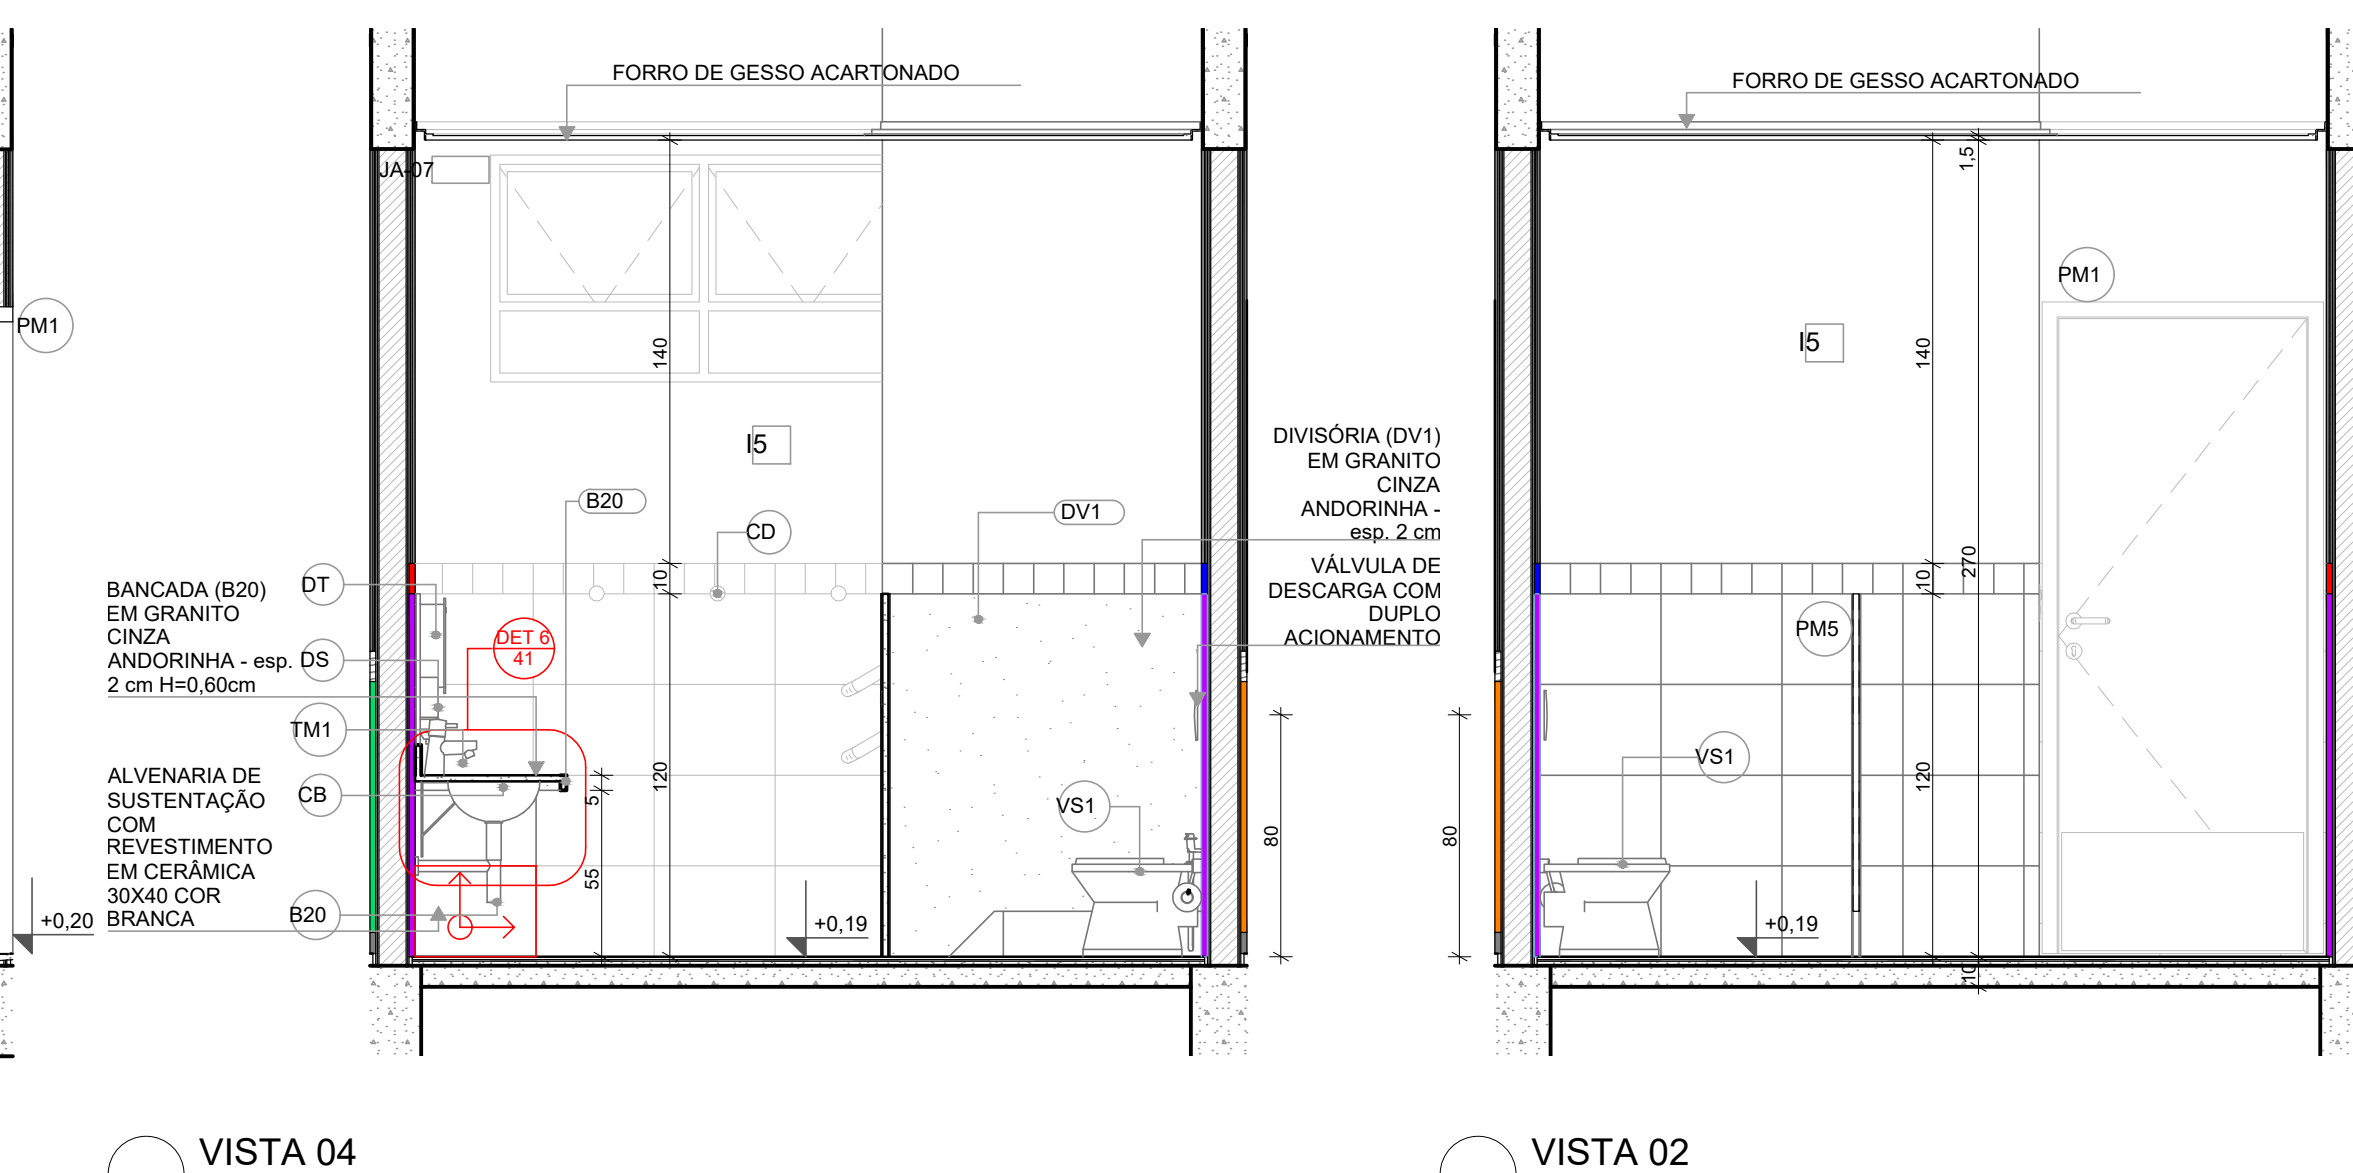 FORRO DE GESSO ACARTONADO
JA-07
PM1
140
I5
B20
CD
DV1
10
BANCADA (B20)
EM GRANITO
CINZA
ANDORINHA - esp.
2 cm H=0,60cm
DT
DS
DET 6
41
TM1
ALVENARIA DE
SUSTENTAÇÃO
COM
REVESTIMENTO
EM CERÂMICA
30X40 COR
BRANCA
CB
B20
5
55
120
VS1
+0,20
+0,19
80
DIVISÓRIA (DV1)
EM GRANITO
CINZA
ANDORINHA -
esp. 2 cm
VÁLVULA DE
DESCARGA COM
DUPLO
ACIONAMENTO
VISTA 04
FORRO DE GESSO ACARTONADO
1,5
PM1
I5
140
270
10
PM5
VS1
120
80
+0,19
10
VISTA 02